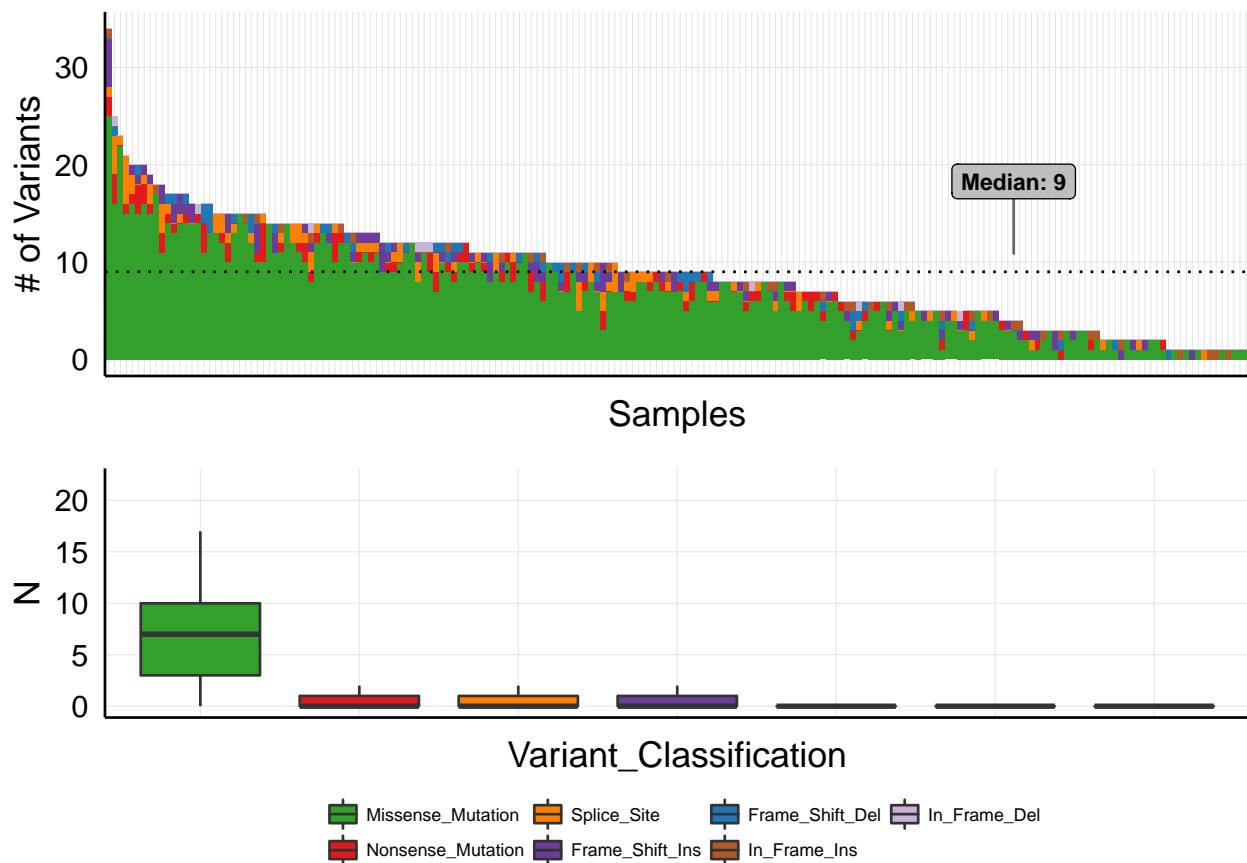 # of Variants
30
20
10
0
Median: 9
Samples
N
20
15
10
5
0
Variant_Classification
Missense_Mutation Splice_Site Frame_Shift_Del In_Frame_Del
Nonsense_Mutation Frame_Shift_Ins In_Frame_Ins